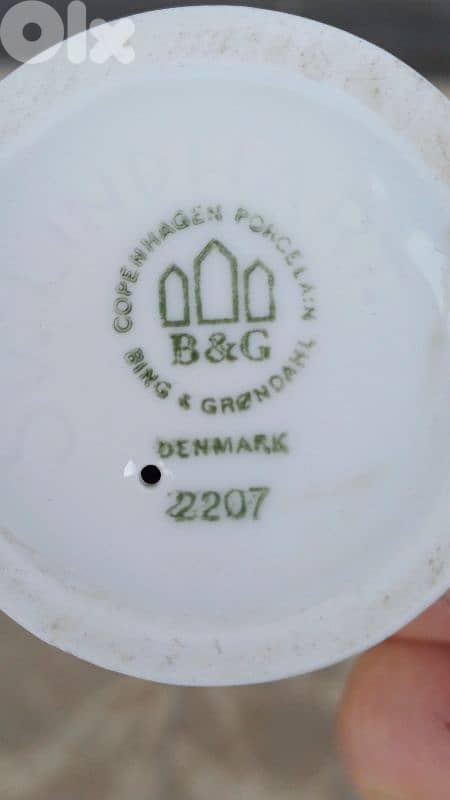 Olx
COPENHAGEN PORCELAIN
B&G
BING & GRØNDAHL
DENMARK
2207